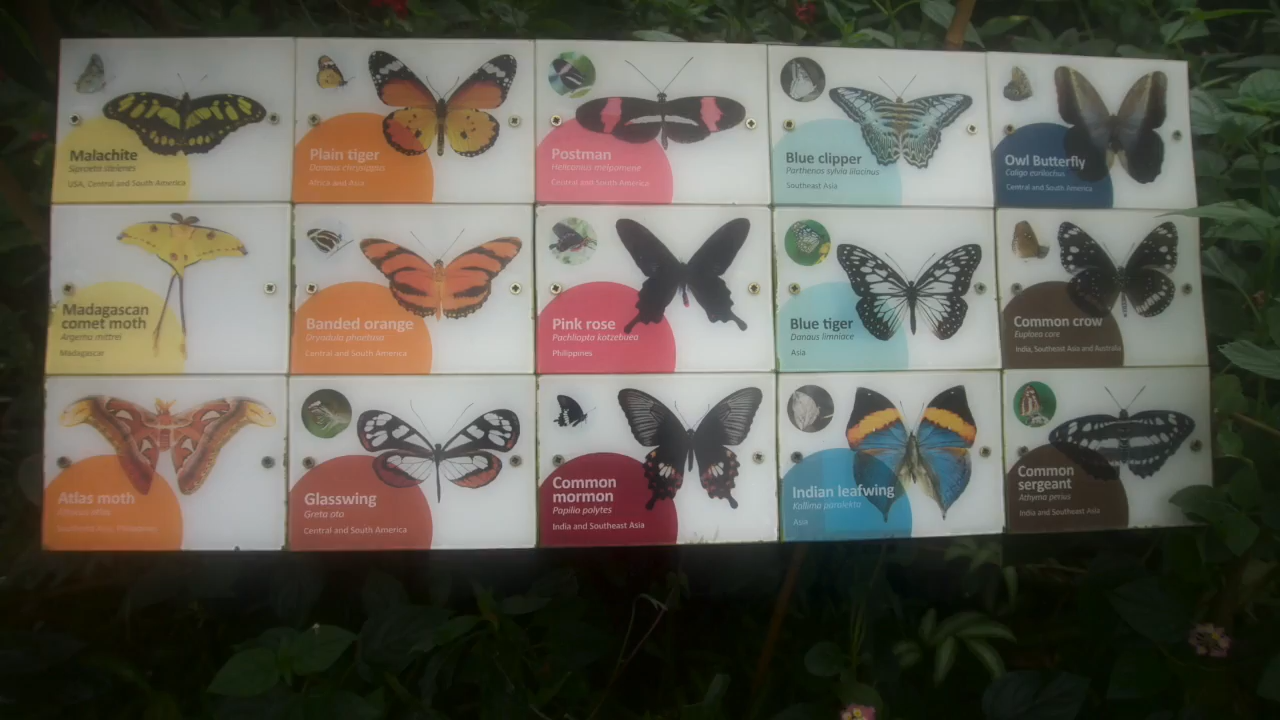 Malachite
Siproeta stelenes
USA, Central and South America
Plain tiger
Danaus chrysippus
Africa and Asia
Postman
Heliconius melpomene
Central and South America
Blue clipper
Parthenos sylvia lilacinus
Southeast Asia
Owl Butterfly
Caligo eurilochus
Central and South America
Madagascan
comet moth
Argema mittrei
Madagascar
Banded orange
Dryadula phaetusa
Central and South America
Pink rose
Pachliopta kotzebuea
Philippines
Blue tiger
Danaus limniace
Asia
Common crow
Euploea core
India, Southeast Asia and Australia
Atlas moth
Southeast Asia, Philippines
Glasswing
Greta oto
Central and South America
Common
mormon
Papilio polytes
India and Southeast Asia
Indian leafwing
Kallima paralekta
Asia
Common
sergeant
Athyma perius
India and Southeast Asia